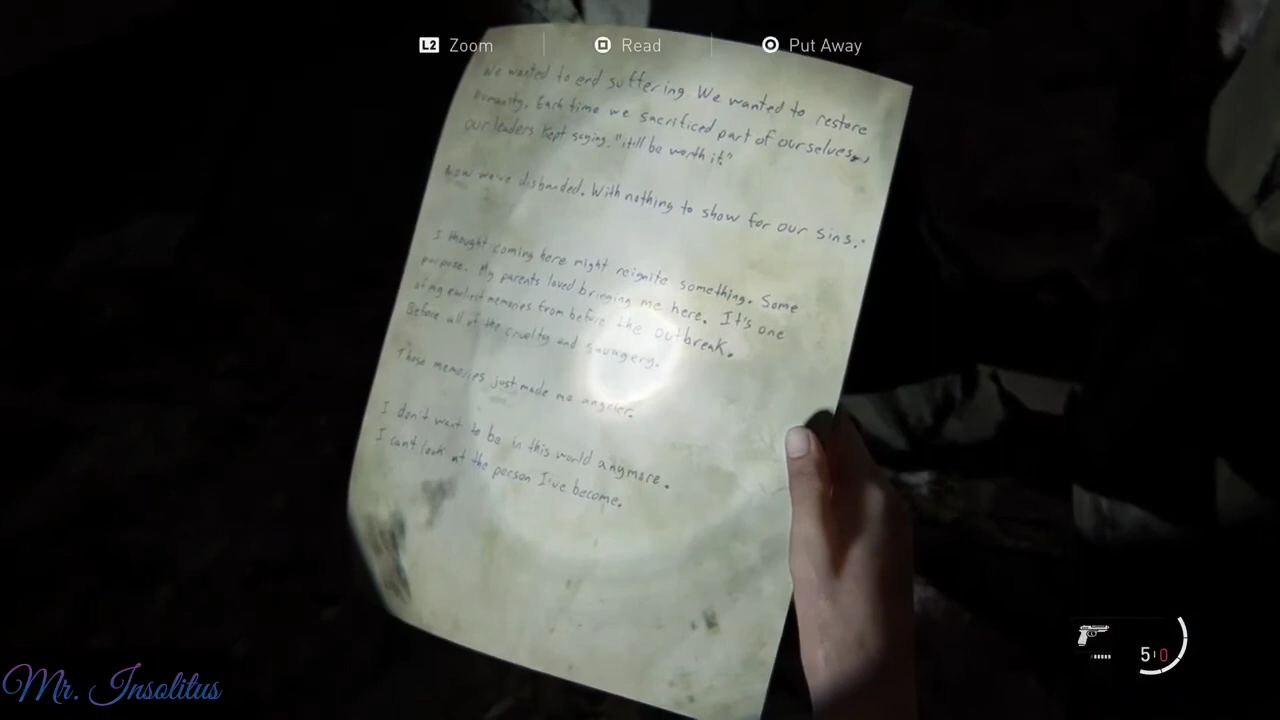 L2 Zoom
Read
Put Away
We wanted to end suffering. We wanted to restore
humanity. Each time we sacrificed part of ourselves,
our leaders kept saying, "it'll be worth it."
Now we've disbanded. With nothing to show for our sins.
I thought coming here might reignite something. Some
purpose. My parents loved bringing me here. It's one
of my earliest memories from before the outbreak.
Before all of the cruelty and savagery.
Those memories just made me angrier.
I don't want to be in this world anymore.
I can't look at the person I've become.
5 0
Mr. Insolitus